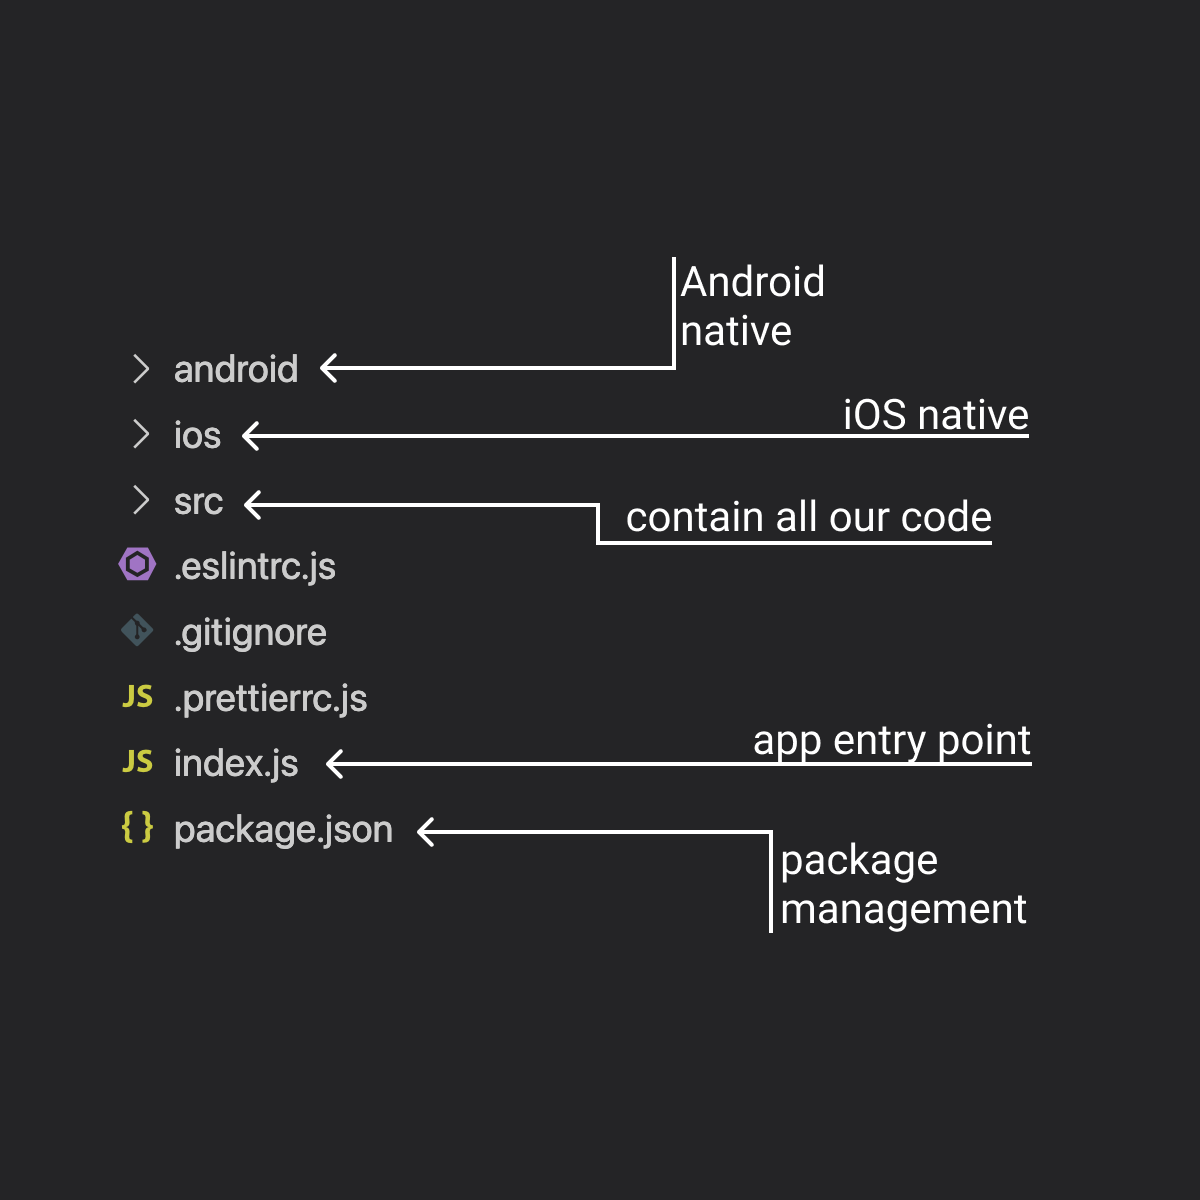 Android
native
android
iOS native
ios
src
contain all our code
.eslintrc.js
.gitignore
JS .prettierrc.js
app entry point
JS index.js
{ } package.json
package
management